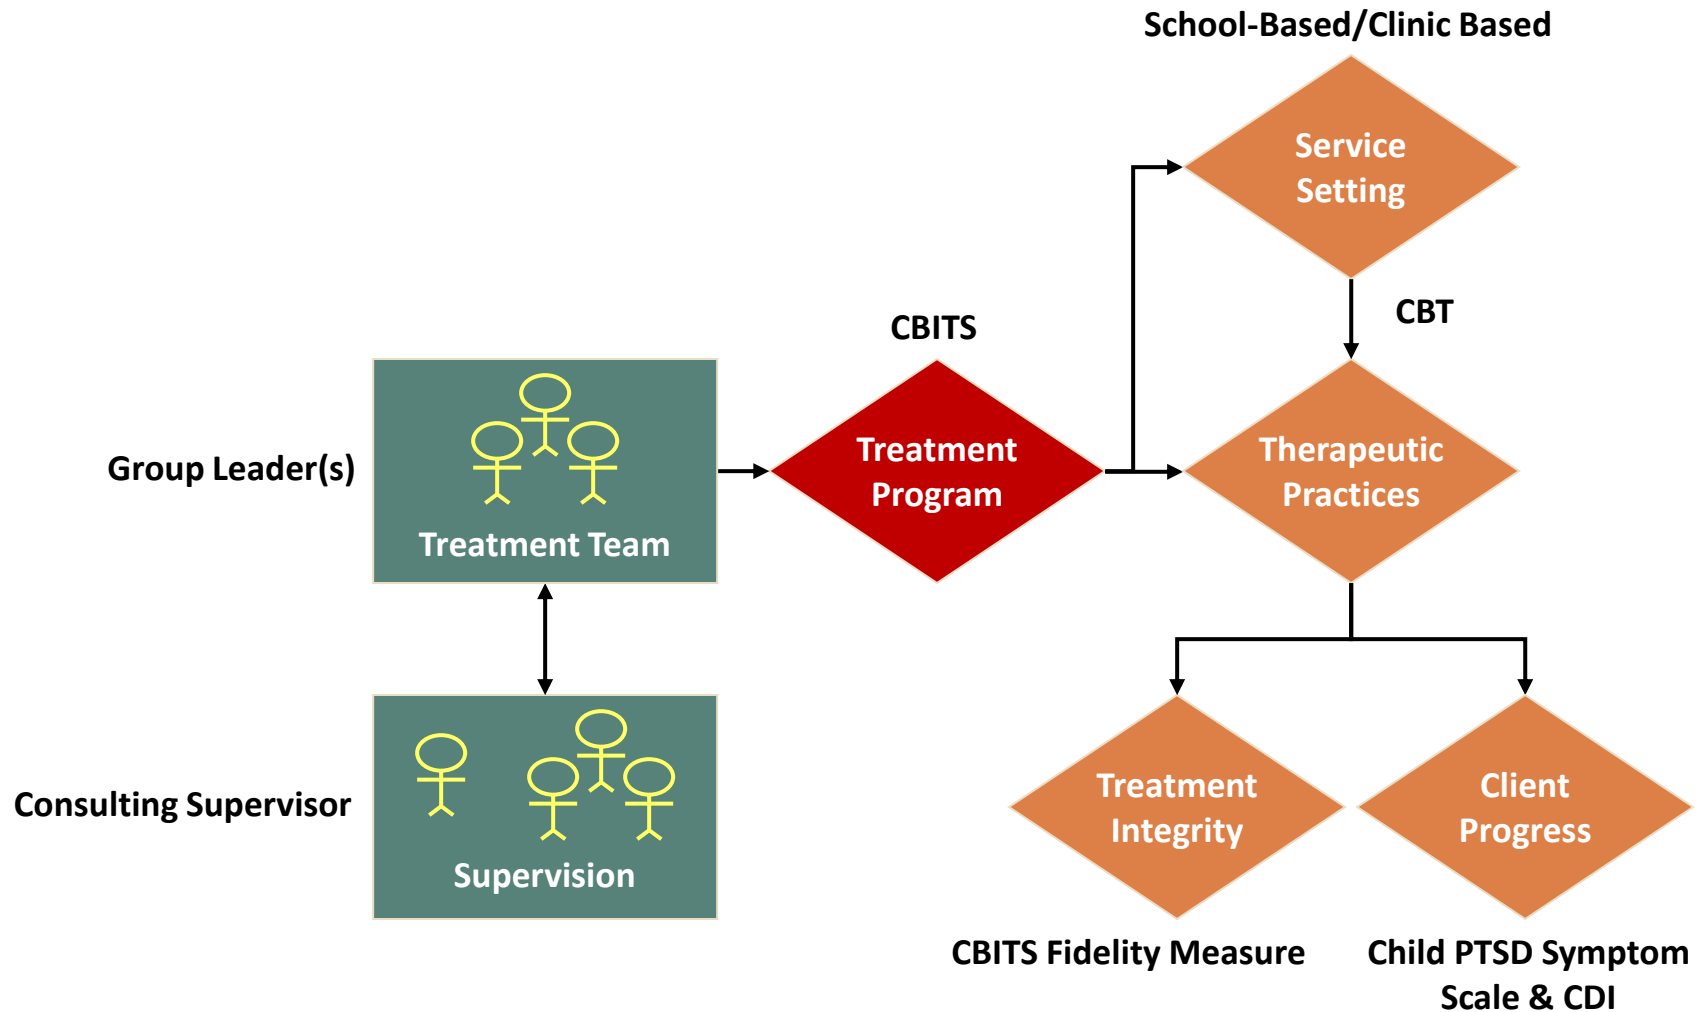 School-Based/Clinic Based
Service
Setting
CBT
CBITS
Group Leader(s)
Treatment Team
Treatment
Program
Therapeutic
Practices
Consulting Supervisor
Supervision
Treatment
Integrity
Client
Progress
CBITS Fidelity Measure
Child PTSD Symptom
Scale & CDI